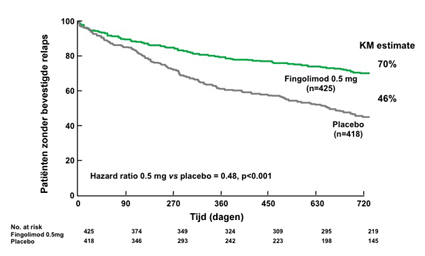 100
80
60
40
20
0
Patiënten zonder bevestigde relaps
KM estimate
70%
Fingolimod 0.5 mg
(n=425)
46%
Placebo
(n=418)
Hazard ratio 0.5 mg vs placebo = 0.48, p<0.001
0 90 180 270 360 450 630 720
Tijd (dagen)
No. at risk
Fingolimod 0.5mg 425 374 349 324 309 295 219
Placebo 418 346 293 242 223 198 145